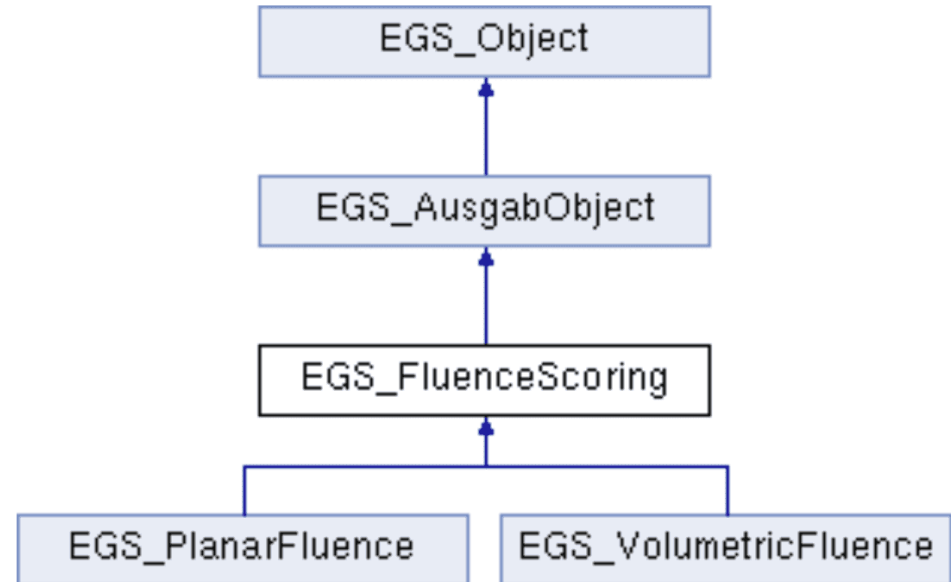 EGS_Object
EGS_AusgabObject
EGS_FluenceScoring
EGS_PlanarFluence
EGS_VolumetricFluence